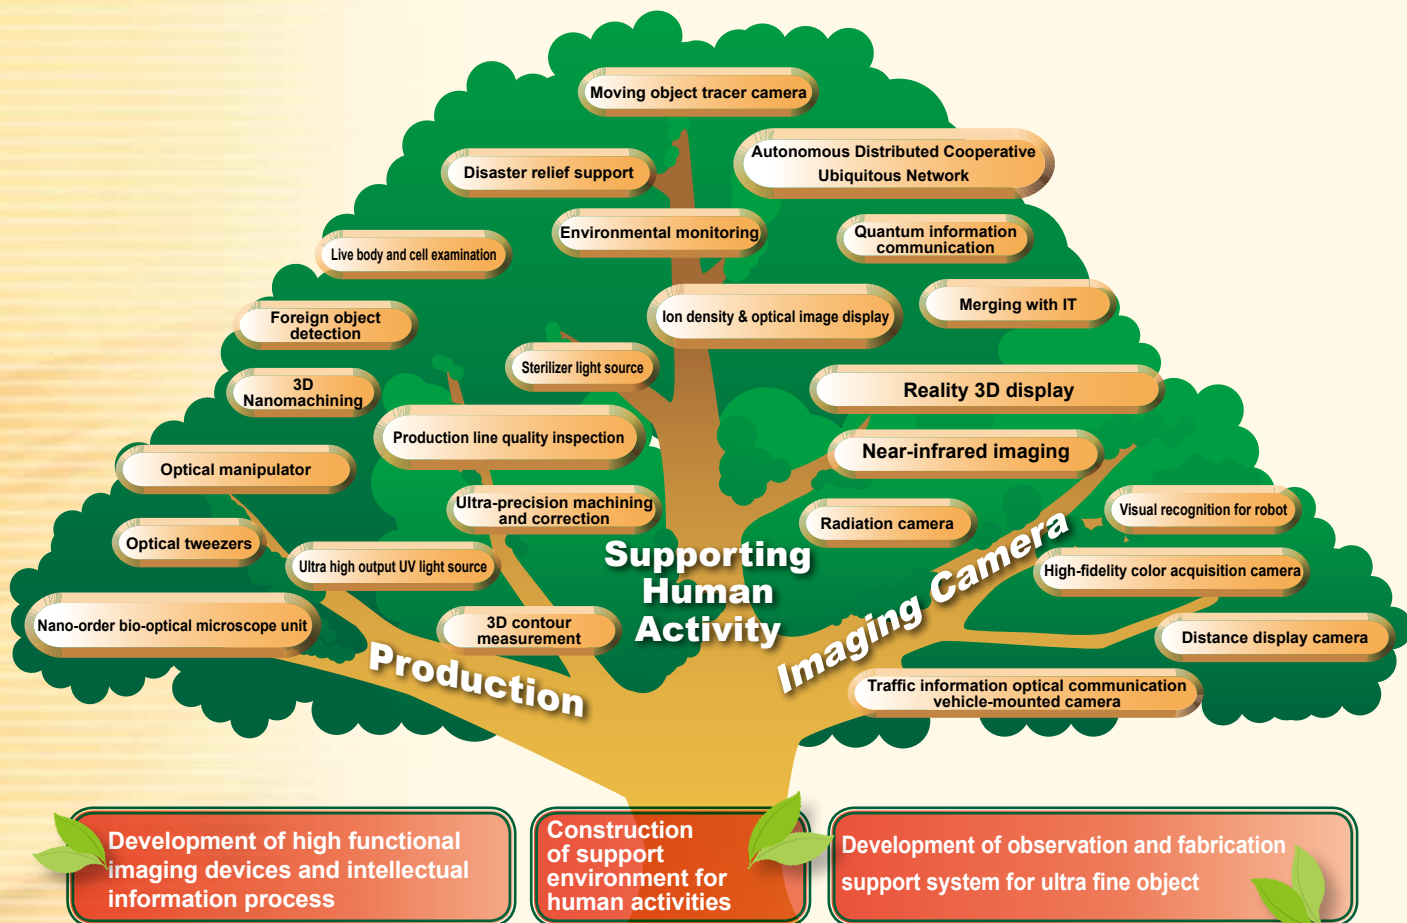 Moving object tracer camera
Disaster relief support
Autonomous Distributed Cooperative
Ubiquitous Network
Environmental monitoring
Quantum information
communication
Live body and cell examination
Foreign object
detection
Ion density & optical image display
Merging with IT
Sterilizer light source
3D
Nanomachining
Reality 3D display
Production line quality inspection
Near-infrared imaging
Optical manipulator
Ultra-precision machining
and correction
Radiation camera
Visual recognition for robot
Optical tweezers
Ultra high output UV light source
High-fidelity color acquisition camera
Nano-order bio-optical microscope unit
3D contour
measurement
Distance display camera
Traffic information optical communication
vehicle-mounted camera
Production
Supporting
Human
Activity
Imaging Camera
Development of high functional
imaging devices and intellectual
information process
Construction
of support
environment for
human activities
Development of observation and fabrication
support system for ultra fine object